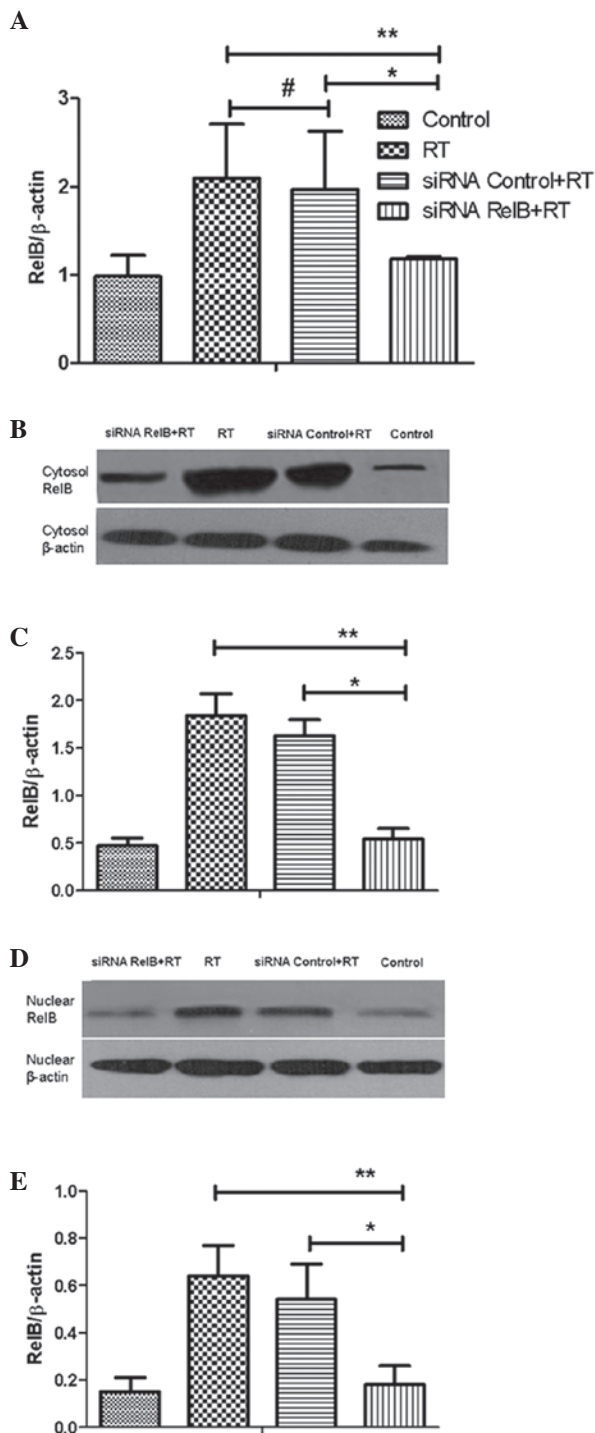 A
**
*
#
3
2
1
0
RelB/β-actin
Control
RT
siRNA Control+RT
siRNA RelB+RT
B
siRNA RelB+RT RT siRNA Control+RT Control
Cytosol
RelB
Cytosol
β-actin
C
**
*
2.5
2.0
1.5
1.0
0.5
0.0
RelB/β-actin
D
siRNA RelB+RT RT siRNA Control+RT Control
Nuclear
RelB
Nuclear
β-actin
E
**
*
1.0
0.8
0.6
0.4
0.2
0.0
RelB/β-actin